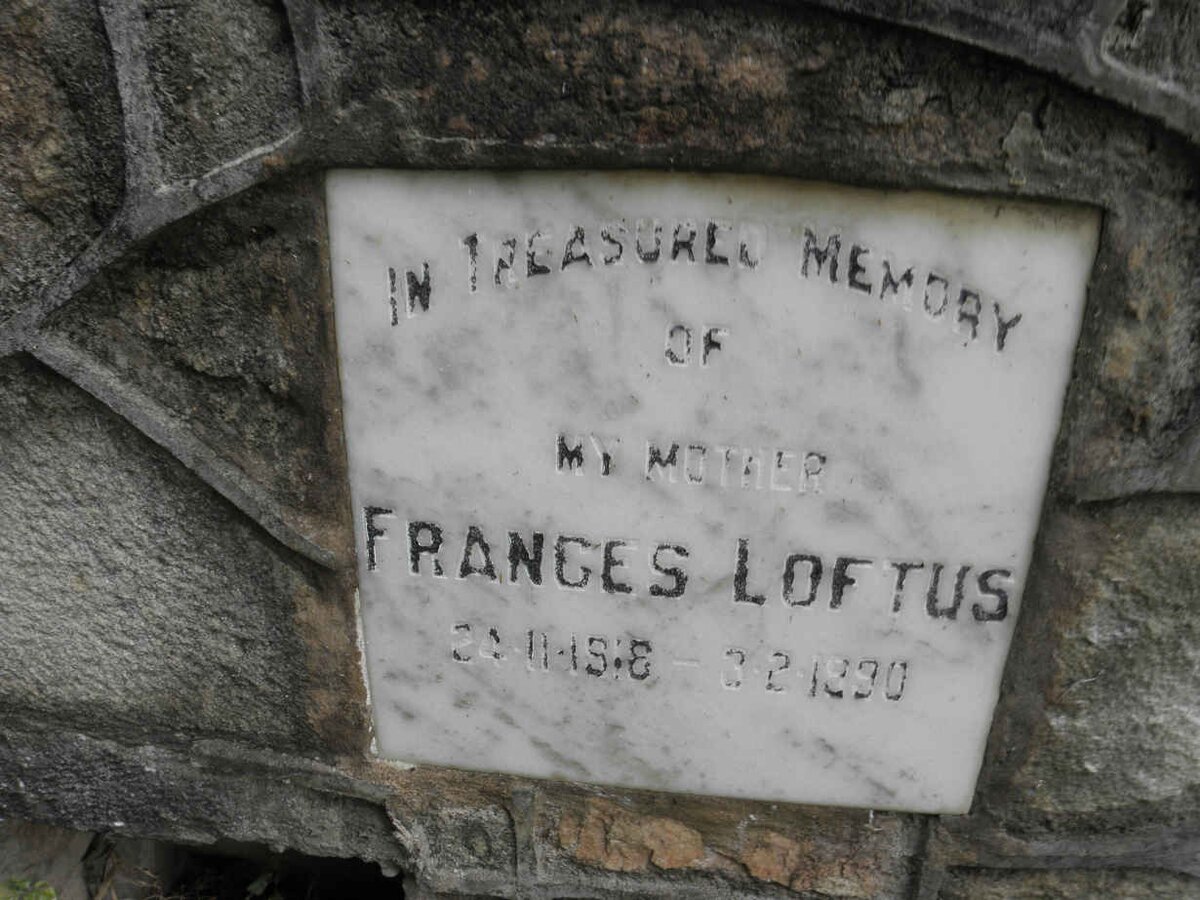 IN TREASURED MEMORY
OF
MY MOTHER
FRANCES LOFTUS
24·11·1918 – 3·2·1990